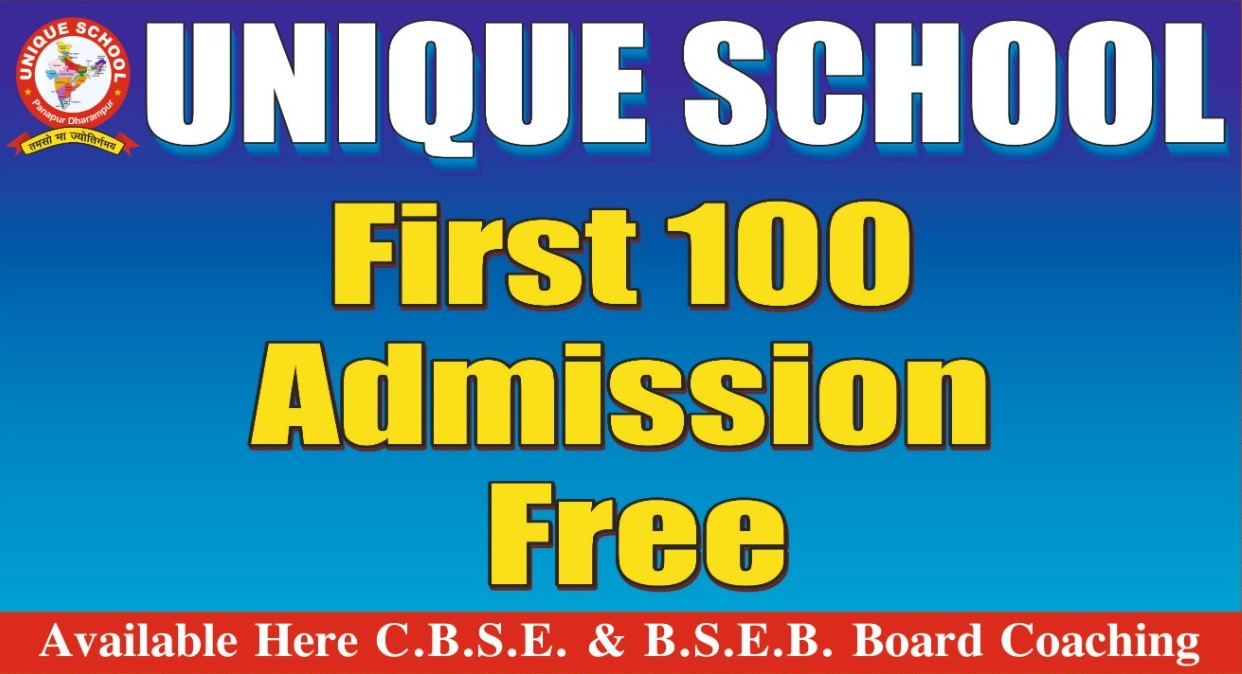 UNIQUE SCHOOL
Panapur Dharampur
तमसो मा ज्योतिर्गमय
UNIQUE SCHOOL
First 100
Admission
Free
Available Here C.B.S.E. & B.S.E.B. Board Coaching